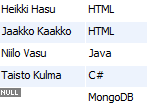 Heikki Hasu HTML
Jaakko Kaakko HTML
Niilo Vasu Java
Taisto Kulma C#
NULL MongoDB